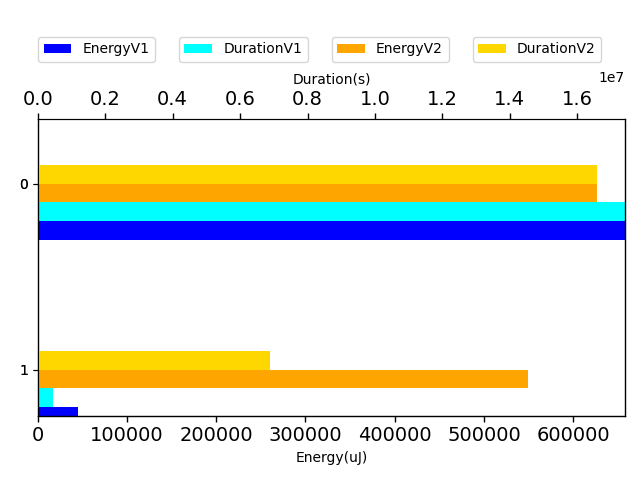 EnergyV1 DurationV1 EnergyV2 DurationV2
Duration(s)
1e7
0.0 0.2 0.4 0.6 0.8 1.0 1.2 1.4 1.6
0
1
0 100000 200000 300000 400000 500000 600000
Energy(uJ)